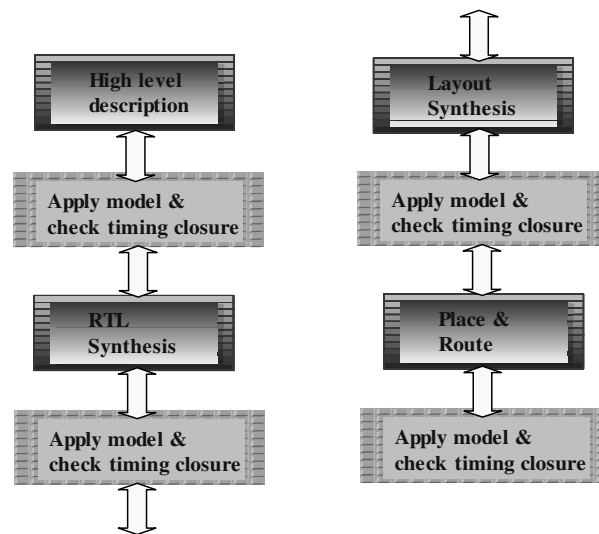 High level
description
Apply model &
check timing closure
RTL
Synthesis
Apply model &
check timing closure
Layout
Synthesis
Apply model &
check timing closure
Place &
Route
Apply model &
check timing closure